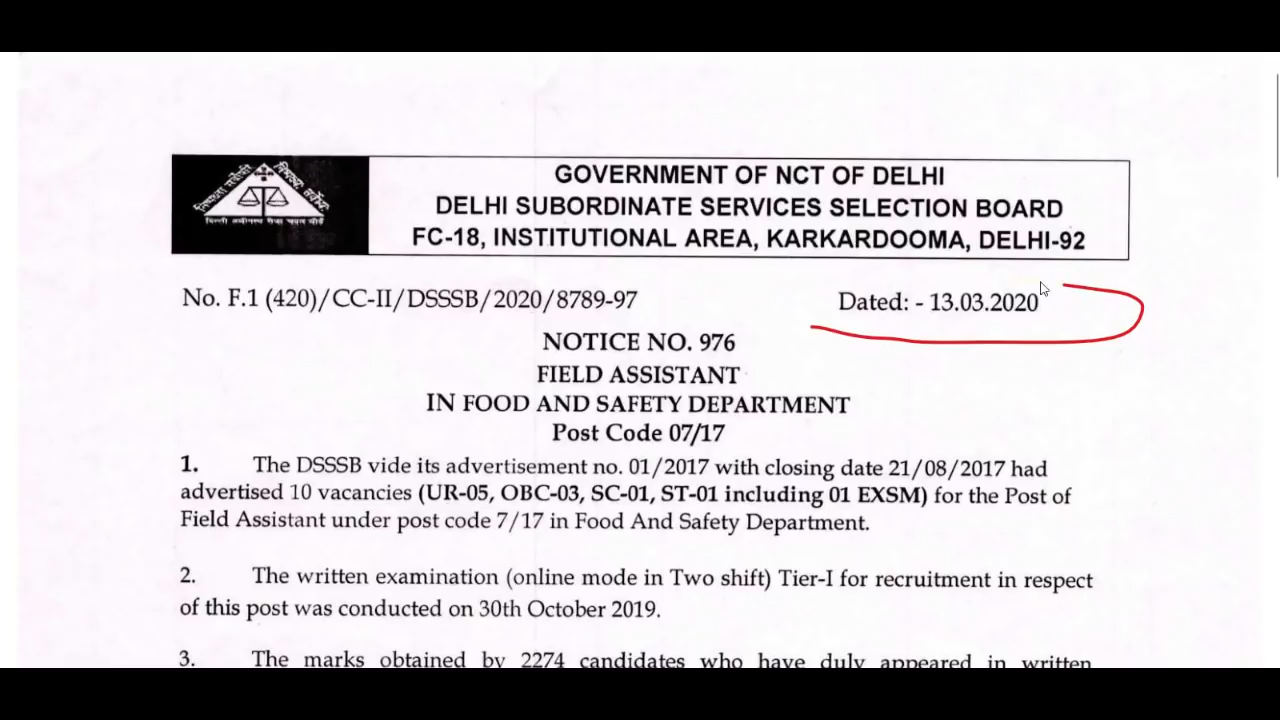 GOVERNMENT OF NCT OF DELHI
DELHI SUBORDINATE SERVICES SELECTION BOARD
FC-18, INSTITUTIONAL AREA, KARKARDOOMA, DELHI-92
No. F.1 (420)/CC-II/DSSSB/2020/8789-97 Dated: - 13.03.2020
NOTICE NO. 976
FIELD ASSISTANT
IN FOOD AND SAFETY DEPARTMENT
Post Code 07/17
1. The DSSSB vide its advertisement no. 01/2017 with closing date 21/08/2017 had
advertised 10 vacancies (UR-05, OBC-03, SC-01, ST-01 including 01 EXSM) for the Post of
Field Assistant under post code 7/17 in Food And Safety Department.
2. The written examination (online mode in Two shift) Tier-I for recruitment in respect
of this post was conducted on 30th October 2019.
3. The marks obtained by 2274 candidates who have duly appeared in written